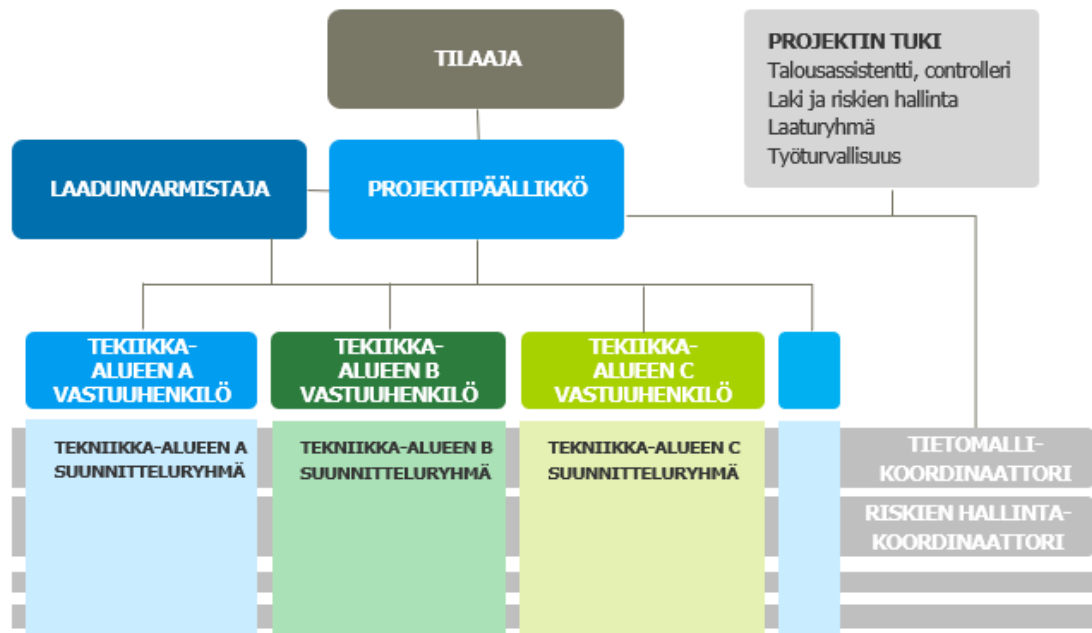 TILAAJA
PROJEKTIN TUKI
Talousassistentti, controlleri
Laki ja riskien hallinta
Laaturyhmä
Työturvallisuus
LAADUNVARMISTAJA
PROJEKTIPÄÄLLIKKÖ
TEKIIKKA-
ALUEEN A
VASTUUHENKILÖ
TEKIIKKA-
ALUEEN B
VASTUUHENKILÖ
TEKIIKKA-
ALUEEN C
VASTUUHENKILÖ
TEKNIIKKA-ALUEEN A
SUUNNITTELURYHMÄ
TEKNIIKKA-ALUEEN B
SUUNNITTELURYHMÄ
TEKNIIKKA-ALUEEN C
SUUNNITTELURYHMÄ
TIETOMALLI-
KOORDINAATTORI
RISKIEN HALLINTA-
KOORDINAATTORI